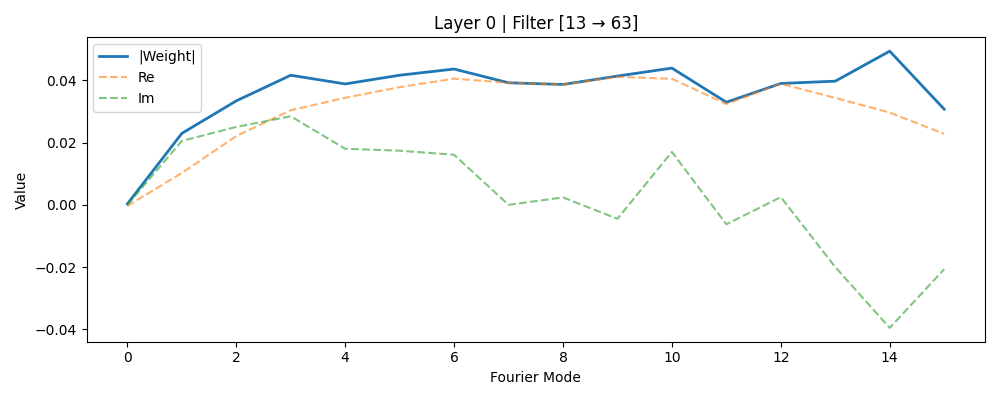 Layer 0 | Filter [13 → 63]
|Weight|
Re
Im
Value
0.04
0.02
0.00
−0.02
−0.04
0 2 4 6 8 10 12 14
Fourier Mode